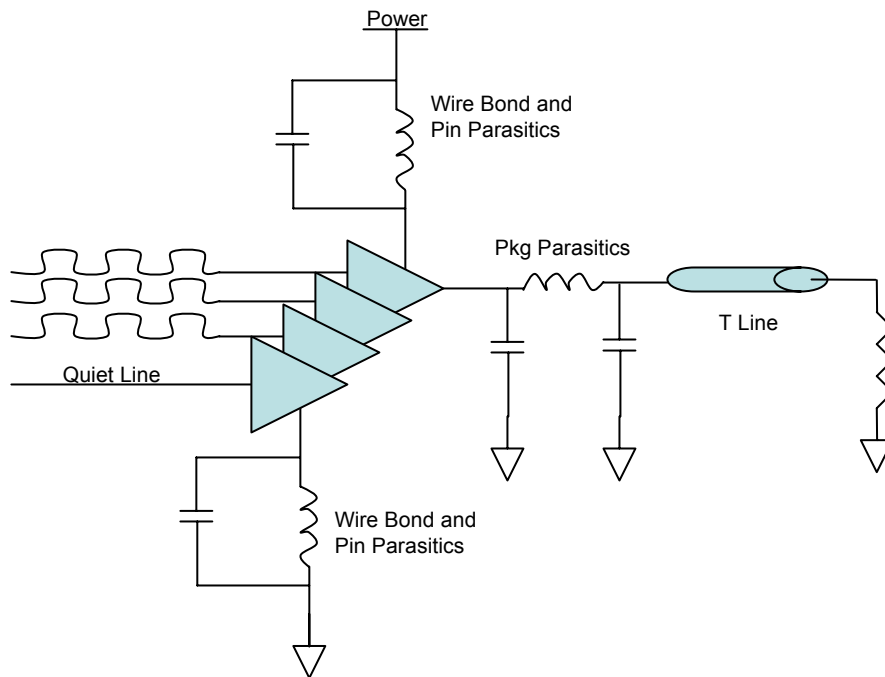 Power
Wire Bond and
Pin Parasitics
Pkg Parasitics
T Line
Quiet Line
Wire Bond and
Pin Parasitics